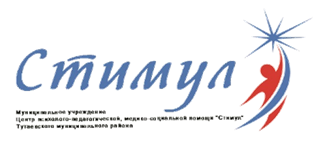 Стимул
Муниципальное учреждение
Центр психолого-педагогической, медико-социальной помощи "Стимул"
Тутаевского муниципального района